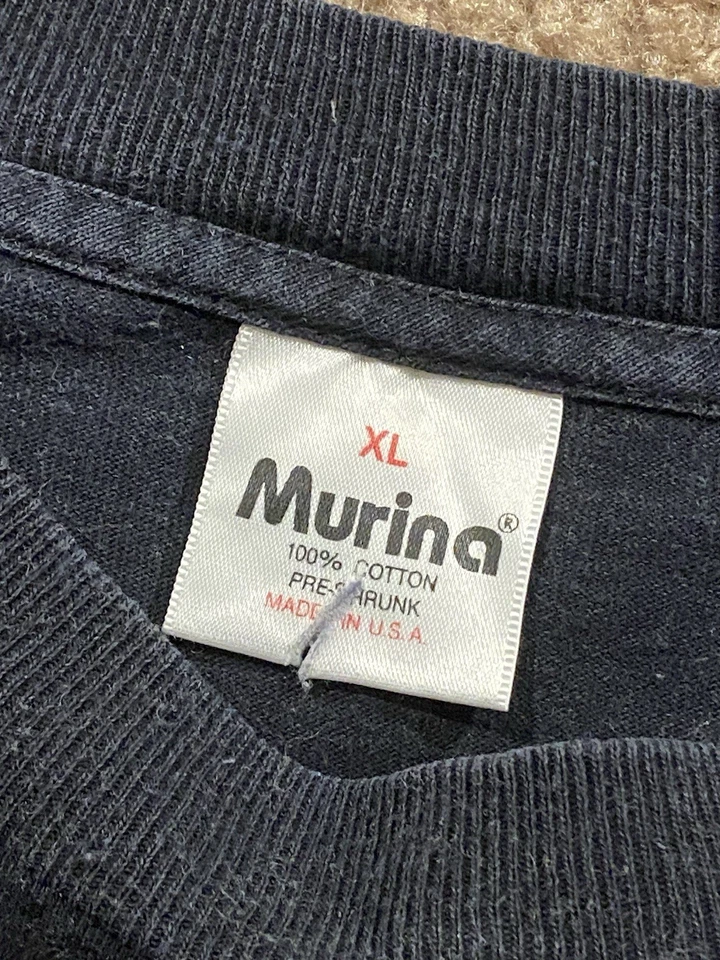 XL
Murina®
100% COTTON
PRE-SHRUNK
MADE IN U.S.A.